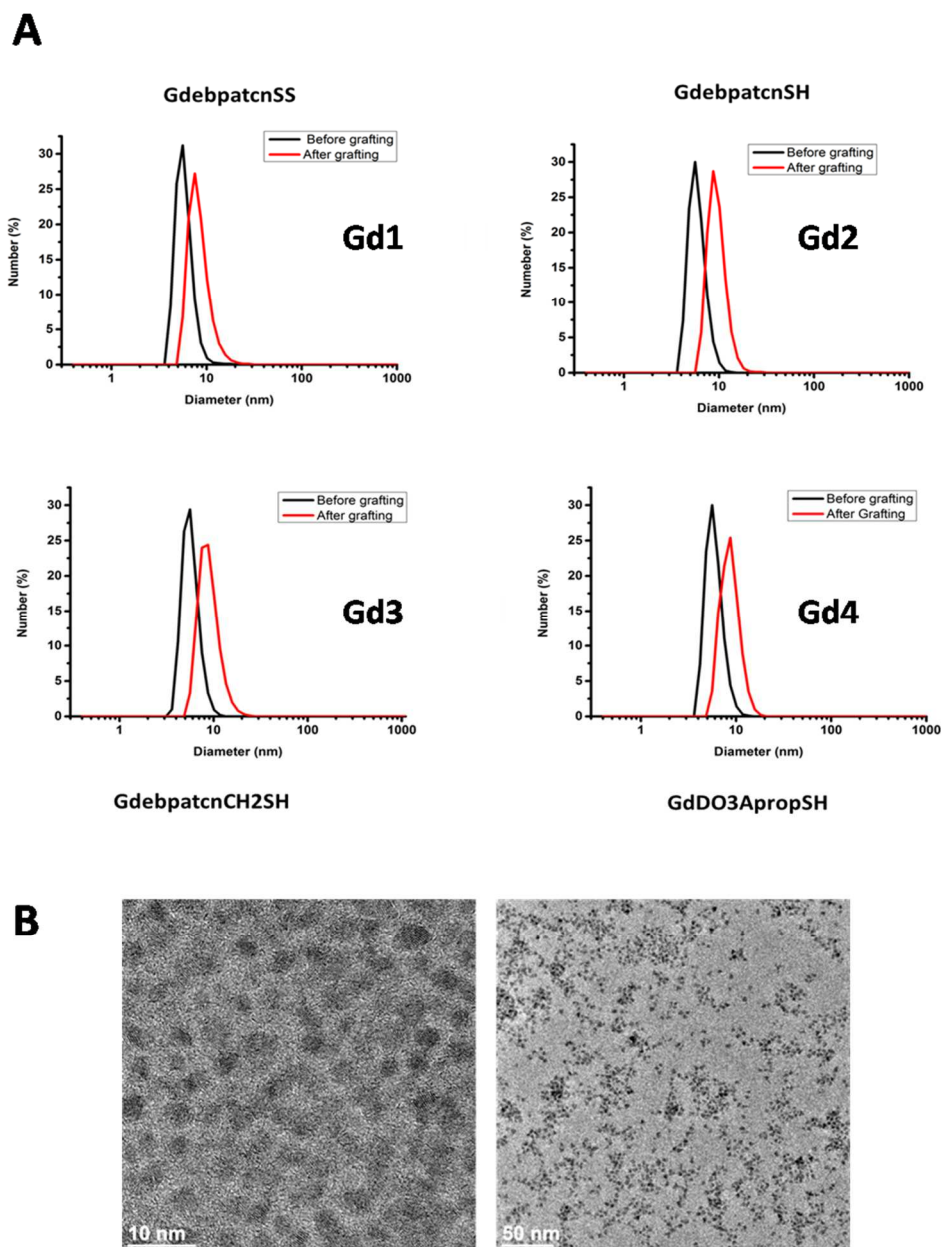 A
GdebpatcnSS
GdebpatcnSH
Before grafting
After grafting
Gd1
Number (%)
30
25
20
15
10
5
0
1
10
100
1000
Diameter (nm)
Before grafting
After grafting
Gd2
Numeber (%)
30
25
20
15
10
5
0
1
10
100
1000
Diameter (nm)
Before grafting
After grafting
Gd3
Number (%)
30
25
20
15
10
5
0
1
10
100
1000
Diameter (nm)
Before grafting
After Grafting
Gd4
Number (%)
30
25
20
15
10
5
0
1
10
100
1000
Diameter (nm)
GdebpatcnCH2SH
GdDO3ApropSH
B
10 nm
50 nm